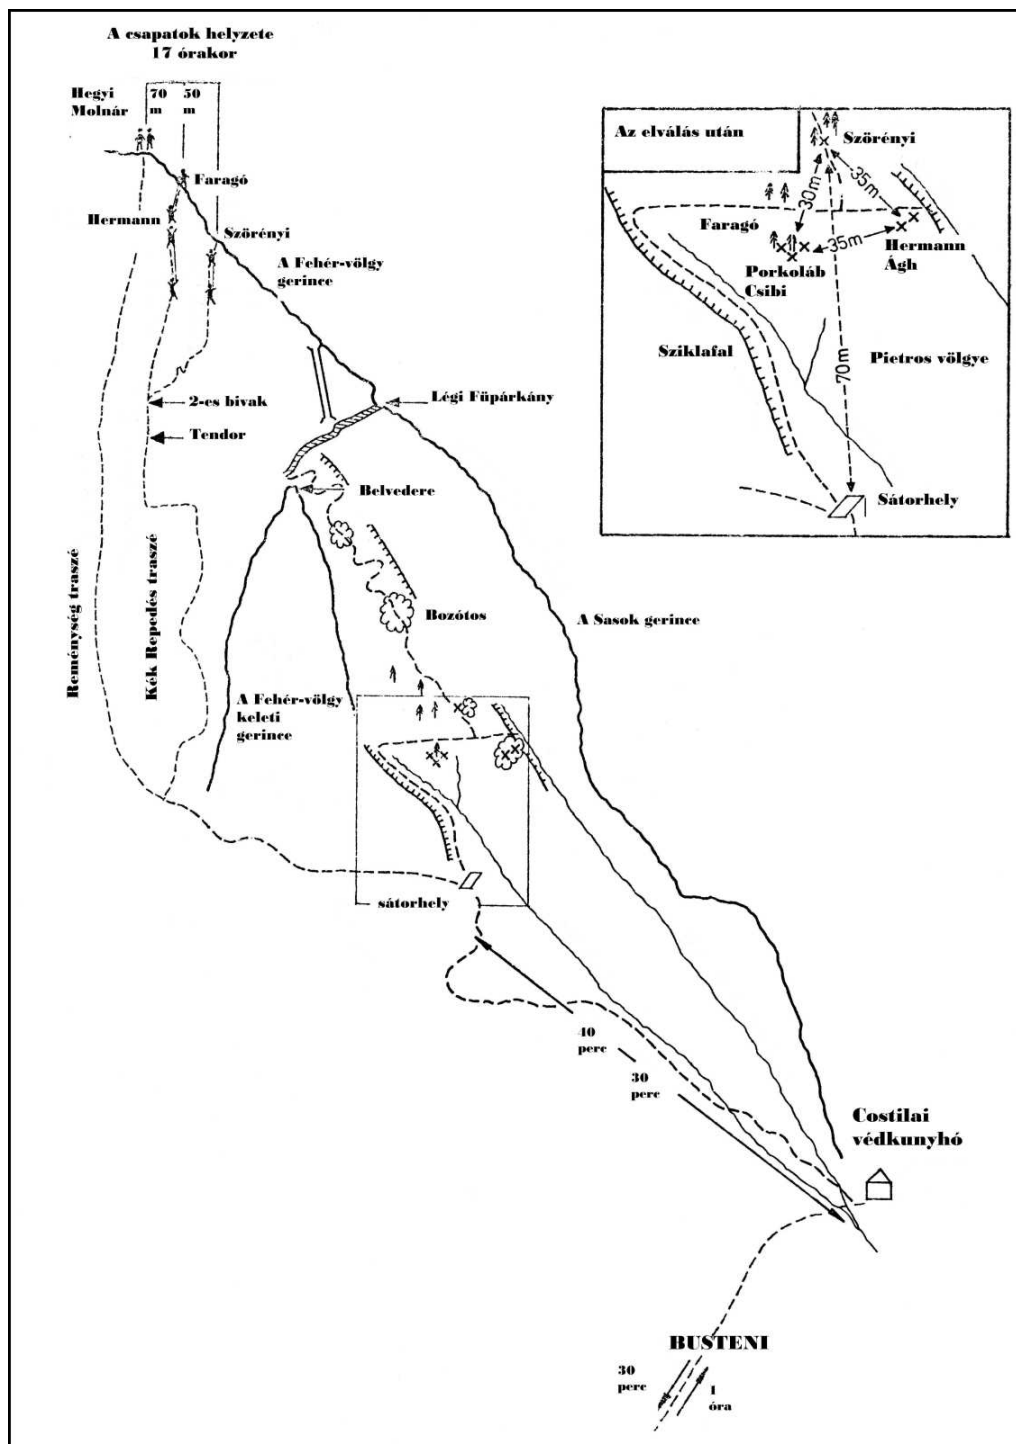 A csapatok helyzete
17 órakor
Hegyi
Molnár
70
m
50
m
Faragó
Hermann
Szörényi
A Fehér-völgy
gerince
2-es bivak
Tendor
Légi Fűpárkány
Belvedere
Bozótos
A Sasok gerince
Reménység traszé
Kék Repedés traszé
A Fehér-völgy
keleti
gerince
sátorhely
40
perc
30
perc
Costilai
védkunyhó
BUSTENI
30
perc
1
óra
Az elválás után
Szörényi
30m
35m
Faragó
35m
Hermann
Ágh
Porkoláb
Csibi
Sziklafal
70m
Pietros völgye
Sátorhely